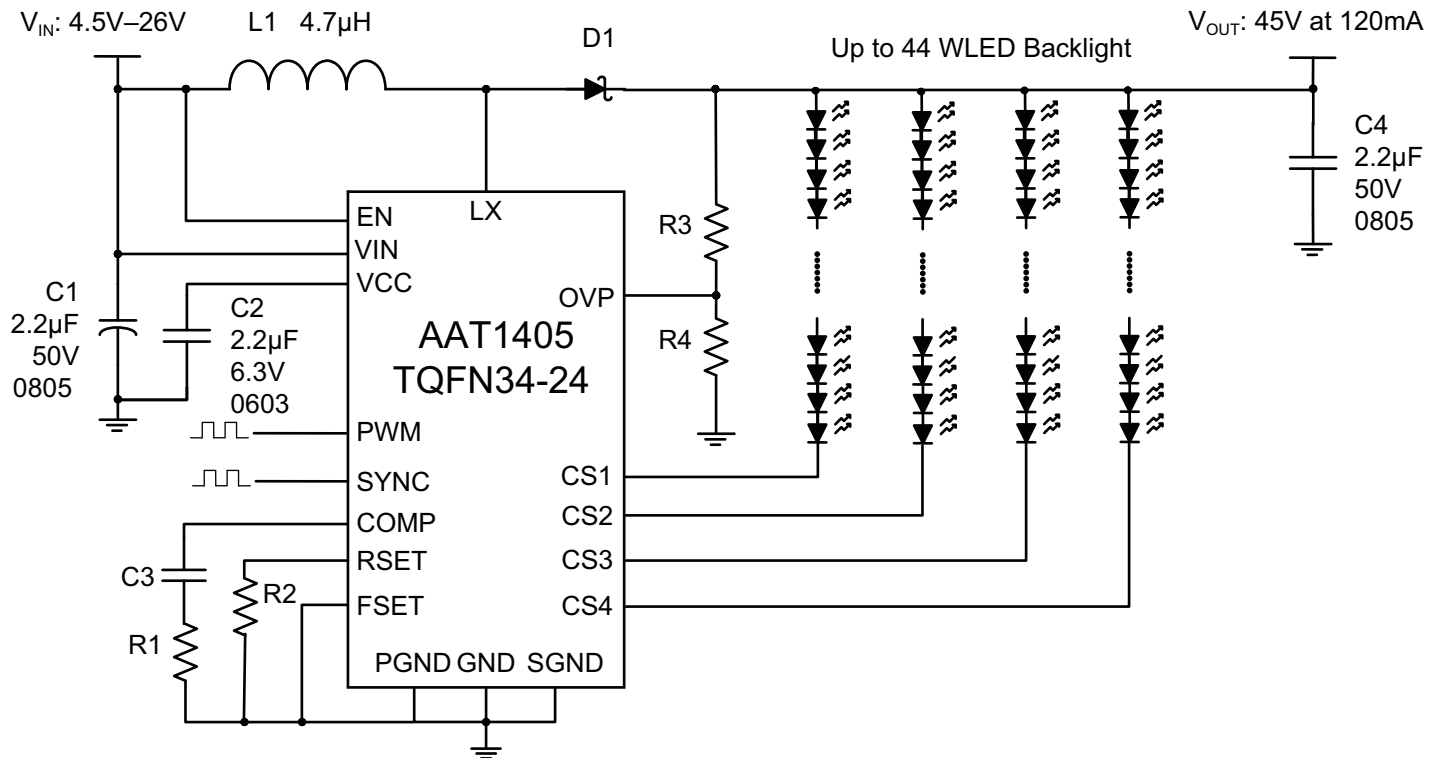 V_IN: 4.5V–26V
L1 4.7µH
D1
Up to 44 WLED Backlight
V_OUT: 45V at 120mA
C4
2.2µF
50V
0805
EN
LX
VIN
VCC
R3
OVP
R4
C1
2.2µF
50V
0805
C2
2.2µF
6.3V
0603
AAT1405
TQFN34-24
PWM
SYNC
COMP
RSET
FSET
CS1
CS2
CS3
CS4
C3
R2
R1
PGND GND SGND